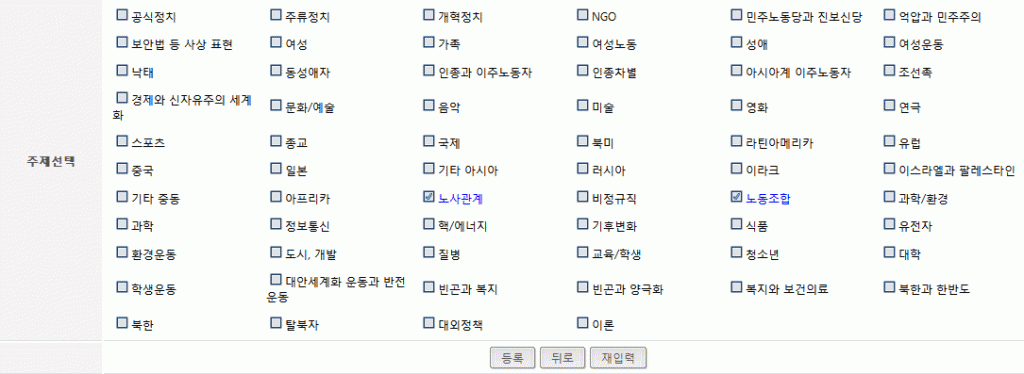 공식정치 주류정치 개혁정치 NGO 민주노동당과 진보신당 억압과 민주주의
보안법 등 사상 표현 여성 가족 여성노동 성애 여성운동
낙태 동성애자 인종과 이주노동자 인종차별 아시아계 이주노동자 조선족
경제와 신자유주의 세계
화 문화/예술 음악 미술 영화 연극
스포츠 종교 국제 북미 라틴아메리카 유럽
주제선택
중국 일본 기타 아시아 러시아 이라크 이스라엘과 팔레스타인
기타 중동 아프리카 노사관계 비정규직 노동조합 과학/환경
과학 정보통신 핵/에너지 기후변화 식품 유전자
환경운동 도시, 개발 질병 교육/학생 청소년 대학
학생운동 대안세계화 운동과 반전
운동 빈곤과 복지 빈곤과 양극화 복지와 보건의료 북한과 한반도
북한 탈북자 대외정책 이론
등록 뒤로 재입력